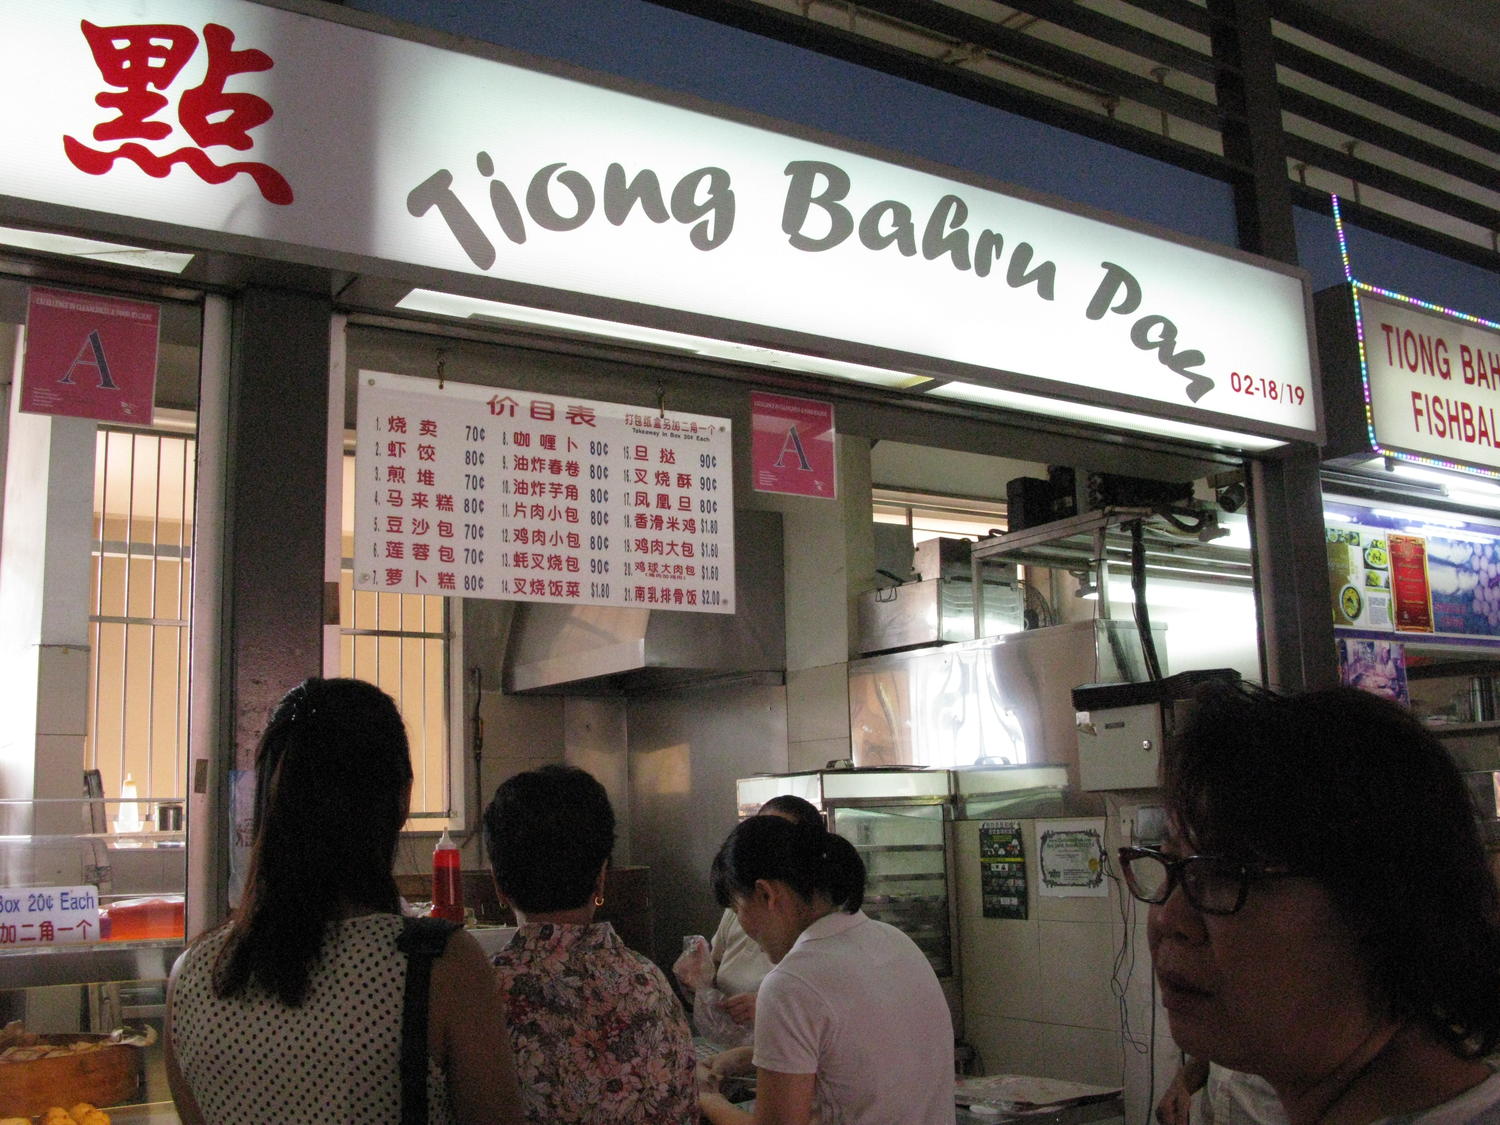 點
Tiong Bahru Pau
02-18/19
TIONG BAH
FISHBAL
EXCELLENCE IN CLEANLINESS & FOOD HYGIENE
A
A
价目表
打包纸盒另加二角一个
Takeaway in Box 20¢ Each
1. 烧卖 70¢
2. 虾饺 80¢
3. 煎堆 70¢
4. 马来糕 80¢
5. 豆沙包 70¢
6. 莲蓉包 70¢
7. 萝卜糕 80¢
8. 咖喱卜 80¢
9. 油炸春卷 80¢
10. 油炸芋角 80¢
11. 片肉小包 80¢
12. 鸡肉小包 80¢
13. 蚝叉烧包 90¢
14. 叉烧饭菜 $1.80
15. 旦挞 90¢
16. 叉烧酥 90¢
17. 凤凰旦 80¢
18. 香滑米鸡 $1.80
19. 鸡肉大包 $1.60
20. 鸡球大肉包 $1.60
21. 南乳排骨饭 $2.00
Box 20¢ Each
加二角一个